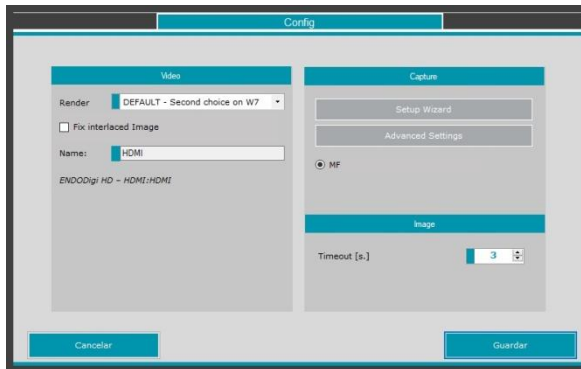 Config
Video
Render DEFAULT - Second choice on W7
Fix interlaced Image
Name: HDMI
ENDODigi HD - HDMI:HDMI
Capture
Setup Wizard
Advanced Settings
MF
Image
Timeout [s.] 3
Cancelar
Guardar